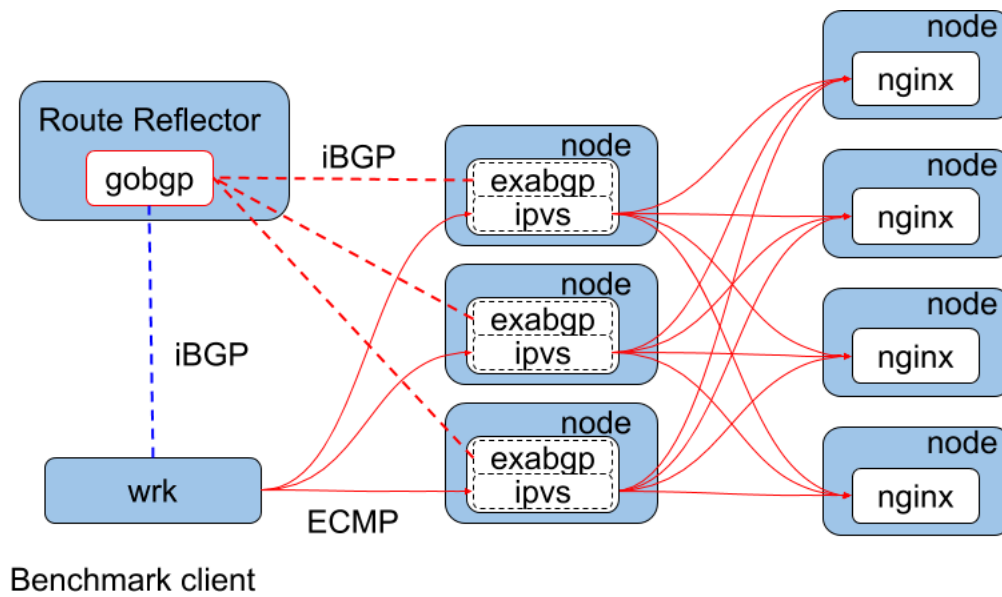 Route Reflector
gobgp
iBGP
iBGP
wrk
ECMP
Benchmark client
node
exabgp
ipvs
node
exabgp
ipvs
node
exabgp
ipvs
node
nginx
node
nginx
node
nginx
node
nginx